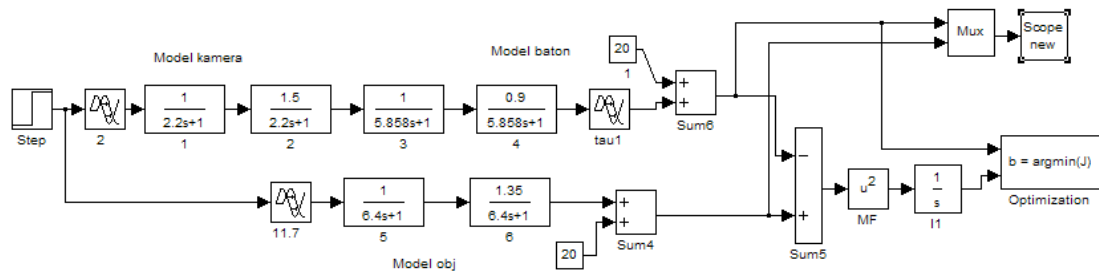 Model kamera
Model baton
20
1
Mux
Scope
new
Step
2
1
2.2s+1
1
1.5
2.2s+1
2
1
5.858s+1
3
0.9
5.858s+1
4
tau1
+
+
Sum6
11.7
1
6.4s+1
5
1.35
6.4s+1
6
+
+
Sum4
20
Model obj
−
+
Sum5
u2
MF
1
s
I1
b = argmin(J)
Optimization